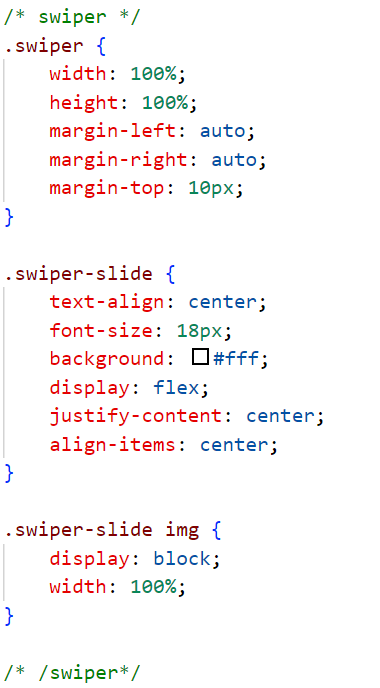 /* swiper */
.swiper {
    width: 100%;
    height: 100%;
    margin-left: auto;
    margin-right: auto;
    margin-top: 10px;
}

.swiper-slide {
    text-align: center;
    font-size: 18px;
    background: #fff;
    display: flex;
    justify-content: center;
    align-items: center;
}

.swiper-slide img {
    display: block;
    width: 100%;
}

/* /swiper*/